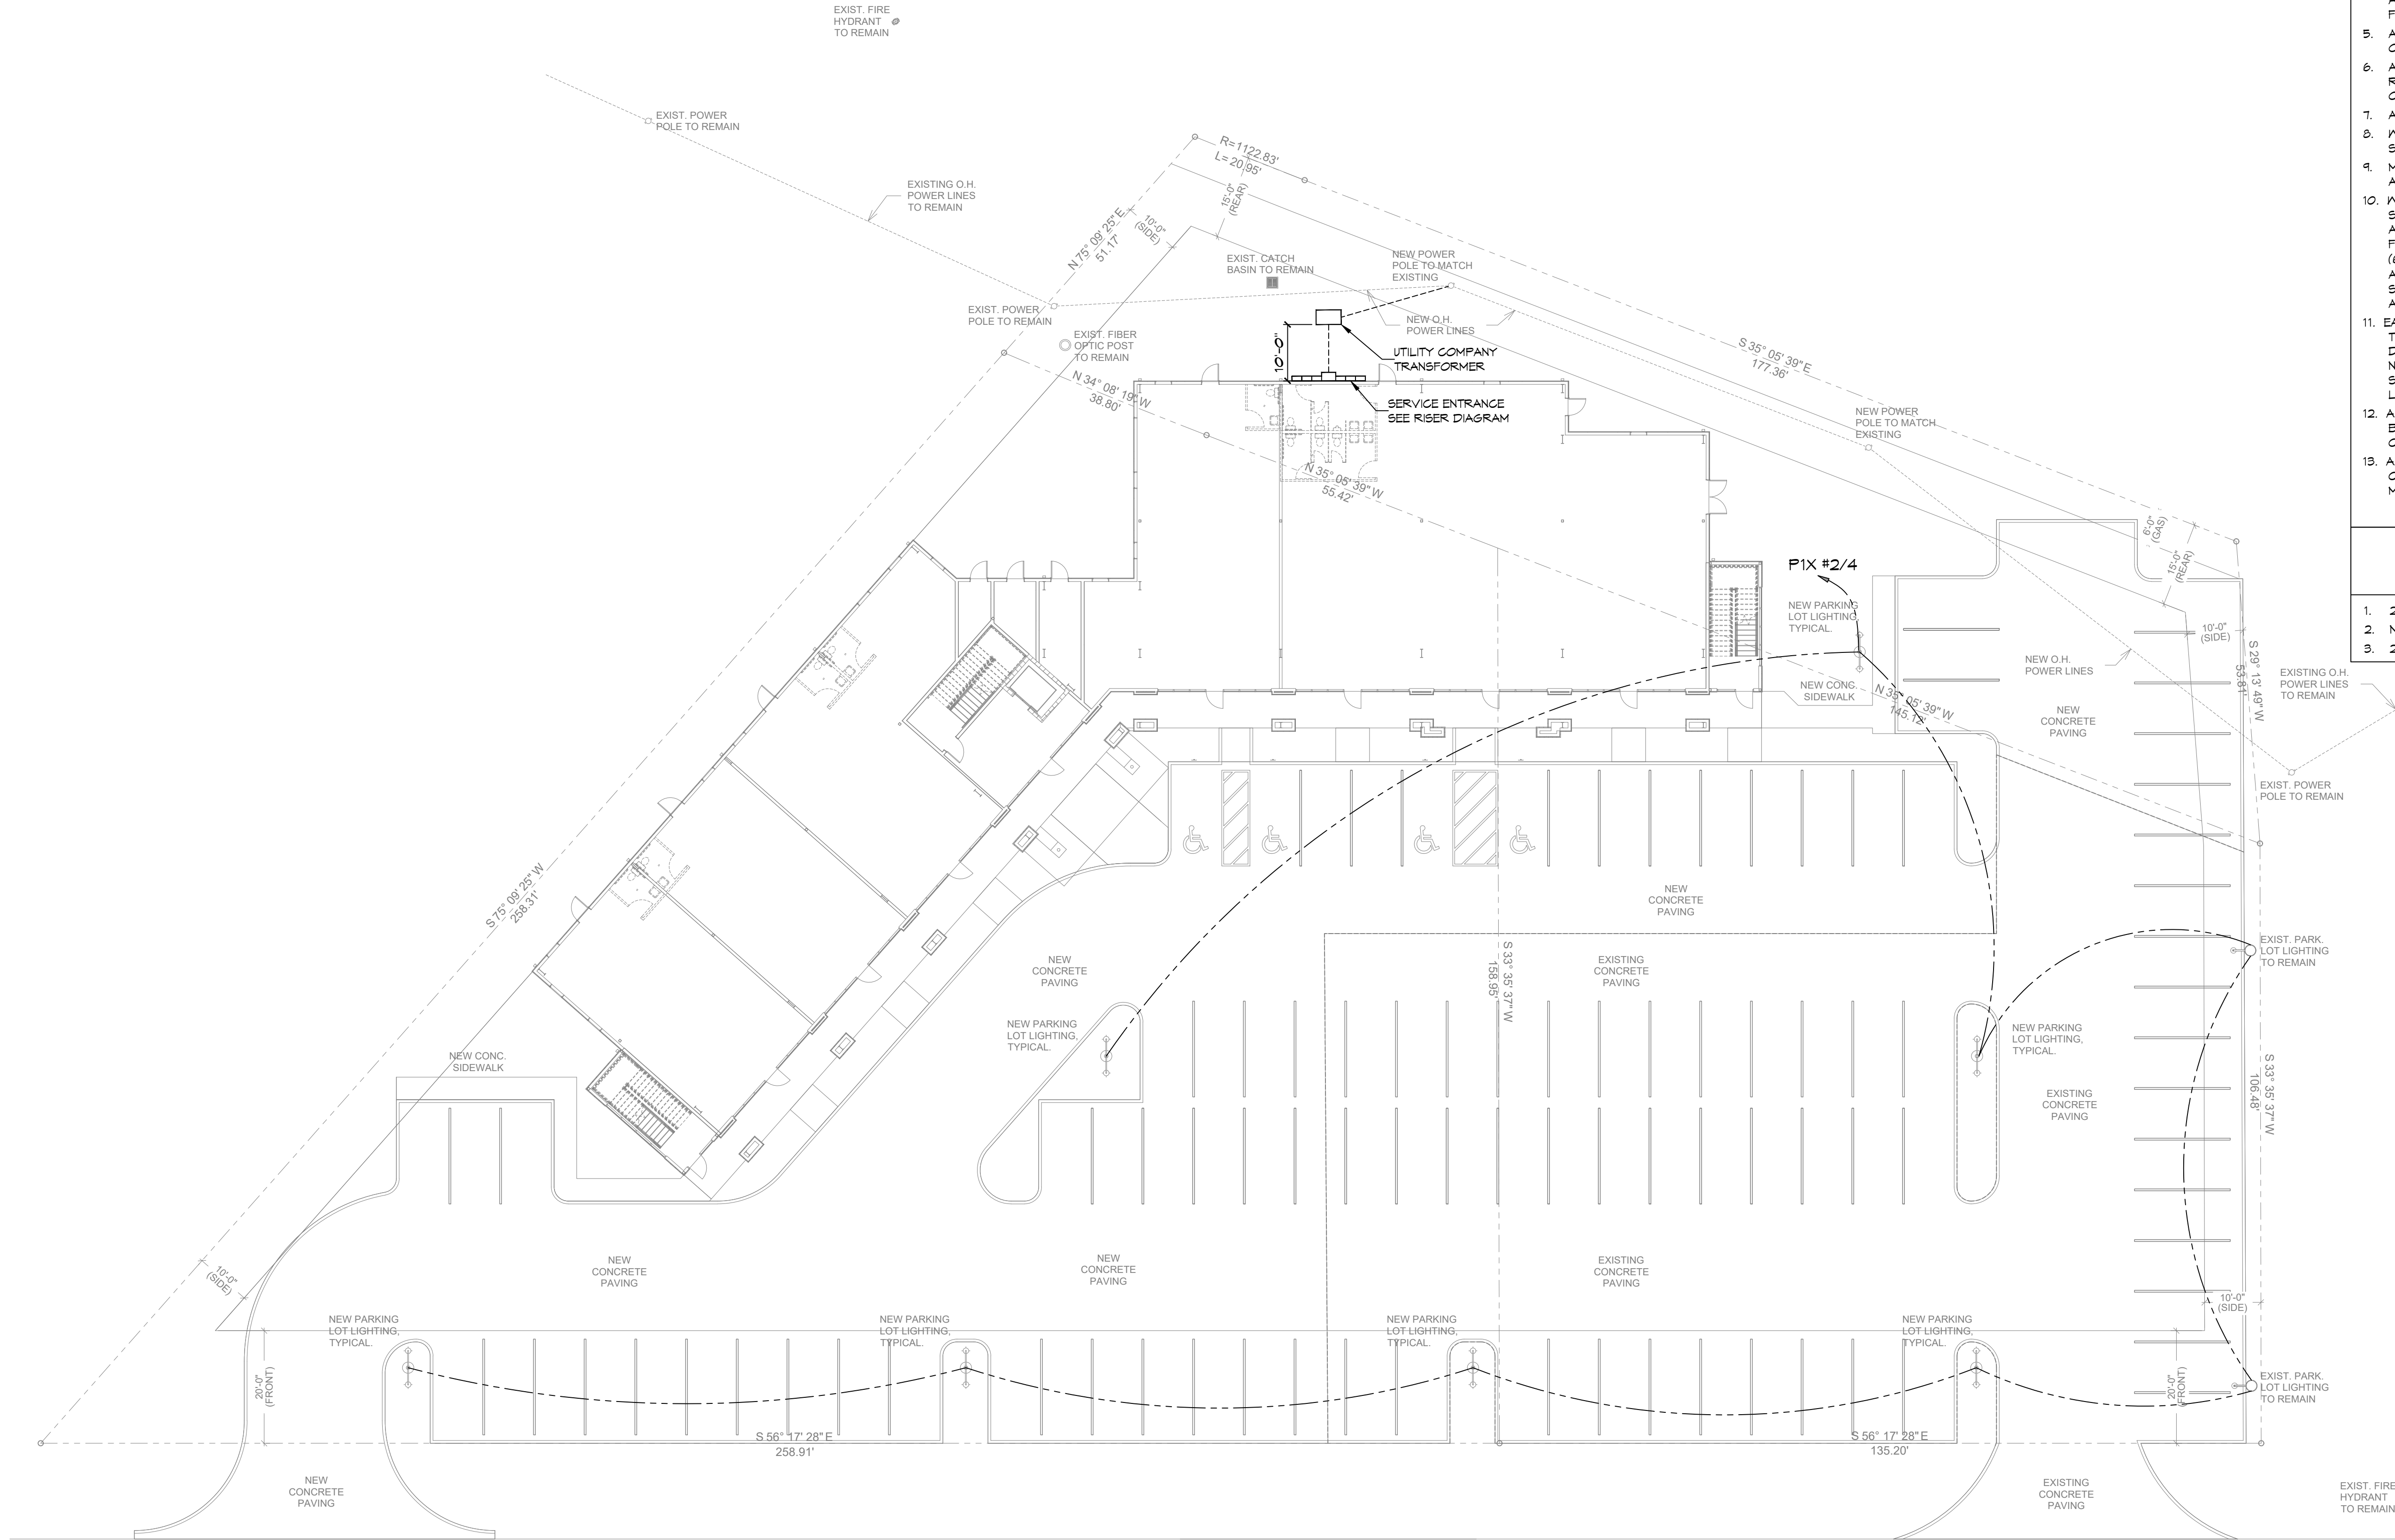 EXIST. FIRE
HYDRANT
TO REMAIN
EXIST. POWER
POLE TO REMAIN
EXISTING O.H.
POWER LINES
TO REMAIN
R=1122.83'
L= 20.95'
15'-0"
(REAR)
N 75° 09' 25" E
51.17'
10'-0"
(SIDE)
EXIST. CATCH
BASIN TO REMAIN
NEW POWER
POLE TO MATCH
EXISTING
EXIST. POWER
POLE TO REMAIN
EXIST. FIBER
OPTIC POST
TO REMAIN
NEW O.H.
POWER LINES
10'-0"
UTILITY COMPANY
TRANSFORMER
SERVICE ENTRANCE
SEE RISER DIAGRAM
N 34° 08' 19" W
38.80'
S 35° 05' 39" E
177.36'
N 35° 05' 39" W
55.42'
NEW POWER
POLE TO MATCH
EXISTING
6'-0"
(GAS)
15'-0"
(REAR)
P1X #2/4
NEW PARKING
LOT LIGHTING,
TYPICAL.
10'-0"
(SIDE)
S 29° 13' 49" W
53.81'
NEW O.H.
POWER LINES
EXISTING O.H.
POWER LINES
TO REMAIN
NEW CONC.
SIDEWALK
N 35° 05' 39" W
145.12'
NEW
CONCRETE
PAVING
EXIST. POWER
POLE TO REMAIN
S 75° 09' 25" W
258.31'
NEW
CONCRETE
PAVING
NEW
CONCRETE
PAVING
S 33° 35' 37" W
158.95'
EXISTING
CONCRETE
PAVING
EXIST. PARK.
LOT LIGHTING
TO REMAIN
NEW PARKING
LOT LIGHTING,
TYPICAL.
NEW PARKING
LOT LIGHTING,
TYPICAL.
NEW CONC.
SIDEWALK
EXISTING
CONCRETE
PAVING
S 33° 35' 37" W
106.48'
10'-0"
(SIDE)
NEW
CONCRETE
PAVING
NEW
CONCRETE
PAVING
EXISTING
CONCRETE
PAVING
10'-0"
(SIDE)
NEW PARKING
LOT LIGHTING,
TYPICAL.
NEW PARKING
LOT LIGHTING,
TYPICAL.
NEW PARKING
LOT LIGHTING,
TYPICAL.
NEW PARKING
LOT LIGHTING,
TYPICAL.
20'-0"
(FRONT)
20'-0"
(FRONT)
EXIST. PARK.
LOT LIGHTING
TO REMAIN
S 56° 17' 28" E
258.91'
S 56° 17' 28" E
135.20'
NEW
CONCRETE
PAVING
EXISTING
CONCRETE
PAVING
EXIST. FIRE
HYDRANT
TO REMAIN
5.
6.
7.
8.
9.
10.
11.
12.
13.
1.
2.
3.